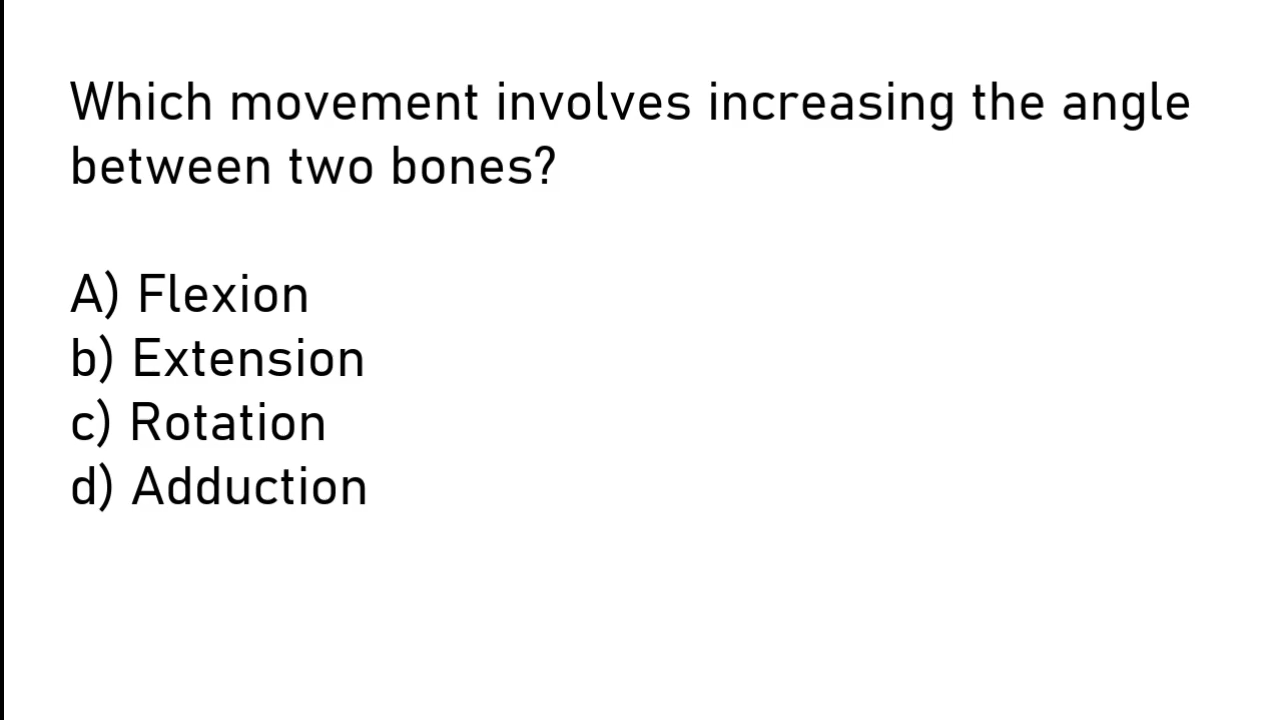 Which movement involves increasing the angle
between two bones?
A) Flexion
b) Extension
c) Rotation
d) Adduction